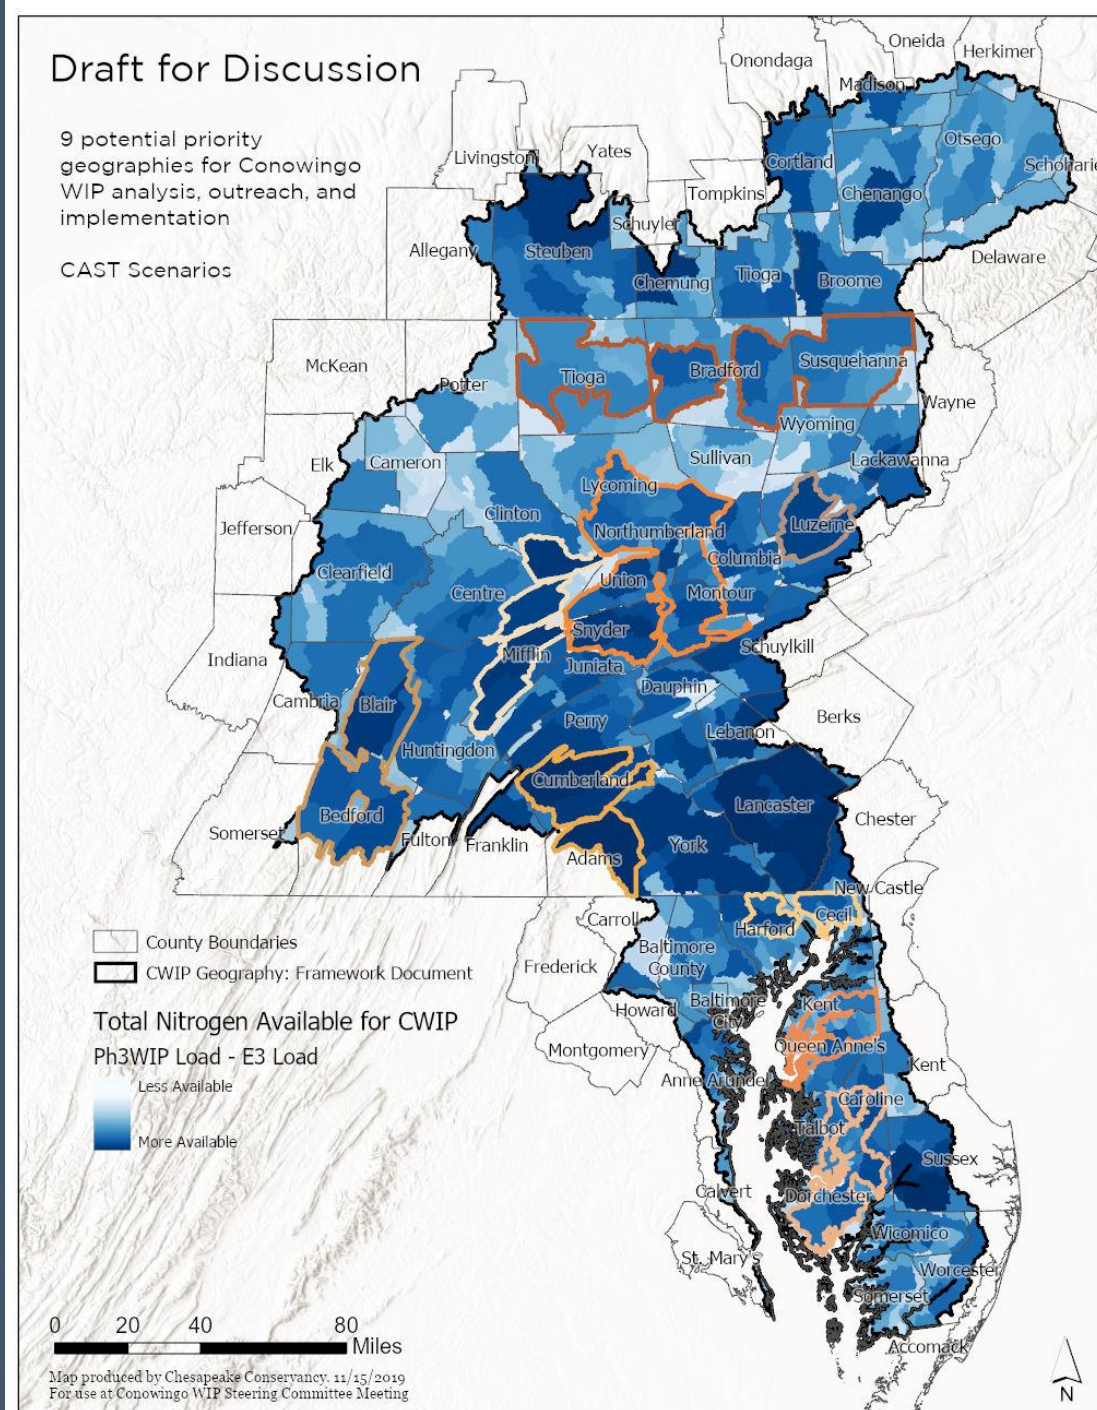 Draft for Discussion
9 potential priority
geographies for Conowingo
WIP analysis, outreach, and
implementation
CAST Scenarios
Oneida
Herkimer
Onondaga
Madison
Otsego
Livingston
Yates
Cortland
Schoharie
Tompkins
Chenango
Schuyler
Allegany
Steuben
Delaware
Chemung
Tioga
Broome
McKean
Potter
Tioga
Bradford
Susquehanna
Wayne
Wyoming
Elk
Cameron
Sullivan
Lackawanna
Lycoming
Clinton
Jefferson
Northumberland
Luzerne
Columbia
Clearfield
Centre
Union
Montour
Snyder
Indiana
Mifflin
Juniata
Schuylkill
Dauphin
Cambria
Blair
Perry
Berks
Huntingdon
Lebanon
Cumberland
Lancaster
Bedford
Chester
Somerset
Fulton
Franklin
Adams
York
New Castle
Carroll
Harford
Cecil
Baltimore
County
Frederick
Baltimore
City
Howard
Kent
Queen Anne's
Montgomery
Kent
Anne Arundel
Caroline
Talbot
Sussex
Calvert
Dorchester
Wicomico
St. Mary's
Worcester
Somerset
Accomack
County Boundaries
CWIP Geography: Framework Document
Total Nitrogen Available for CWIP
Ph3WIP Load - E3 Load
Less Available
More Available
0 20 40 80
Miles
Map produced by Chesapeake Conservancy. 11/15/2019
For use at Conowingo WIP Steering Committee Meeting
N